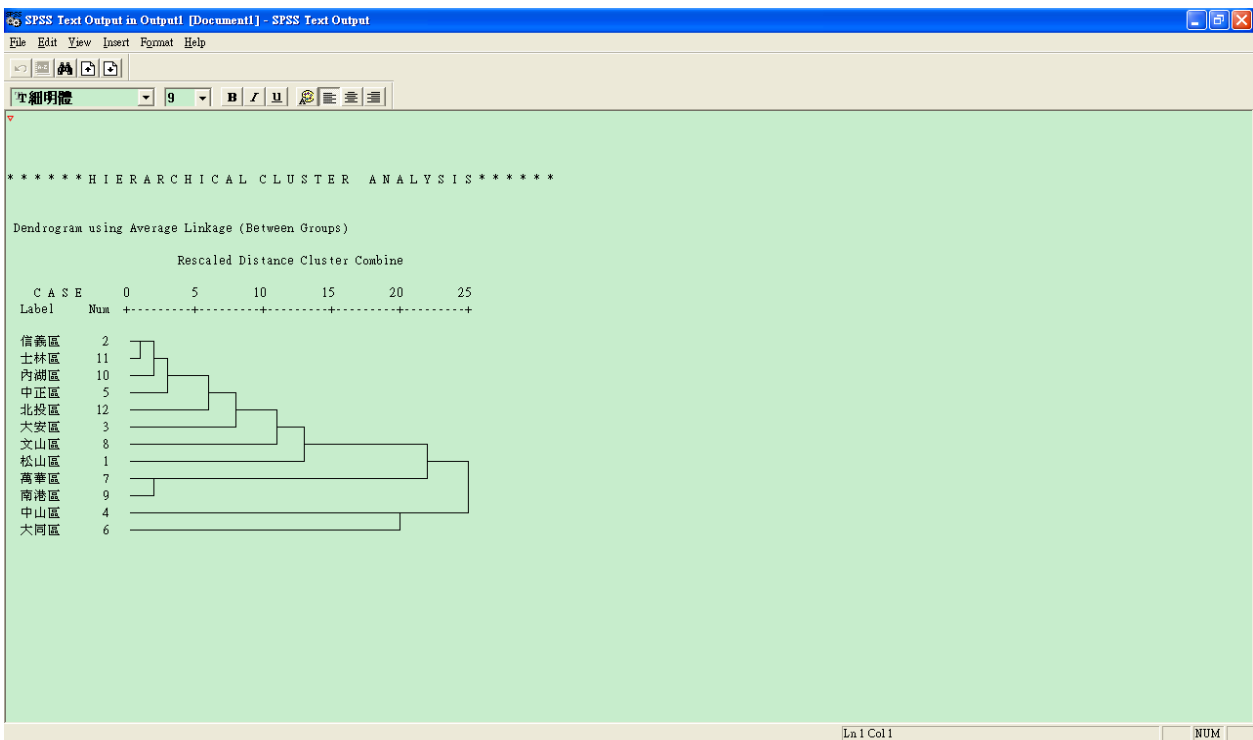 SPSS Text Output in Output1 [Document1] - SPSS Text Output
File Edit View Insert Format Help
細明體 9 B I U
* * * * * * H I E R A R C H I C A L C L U S T E R A N A L Y S I S * * * * * *
Dendrogram using Average Linkage (Between Groups)
Rescaled Distance Cluster Combine
C A S E 0 5 10 15 20 25
Label Num +---------+---------+---------+---------+---------+
信義區 2
士林區 11
內湖區 10
中正區 5
北投區 12
大安區 3
文山區 8
松山區 1
萬華區 7
南港區 9
中山區 4
大同區 6
Ln 1 Col 1 NUM